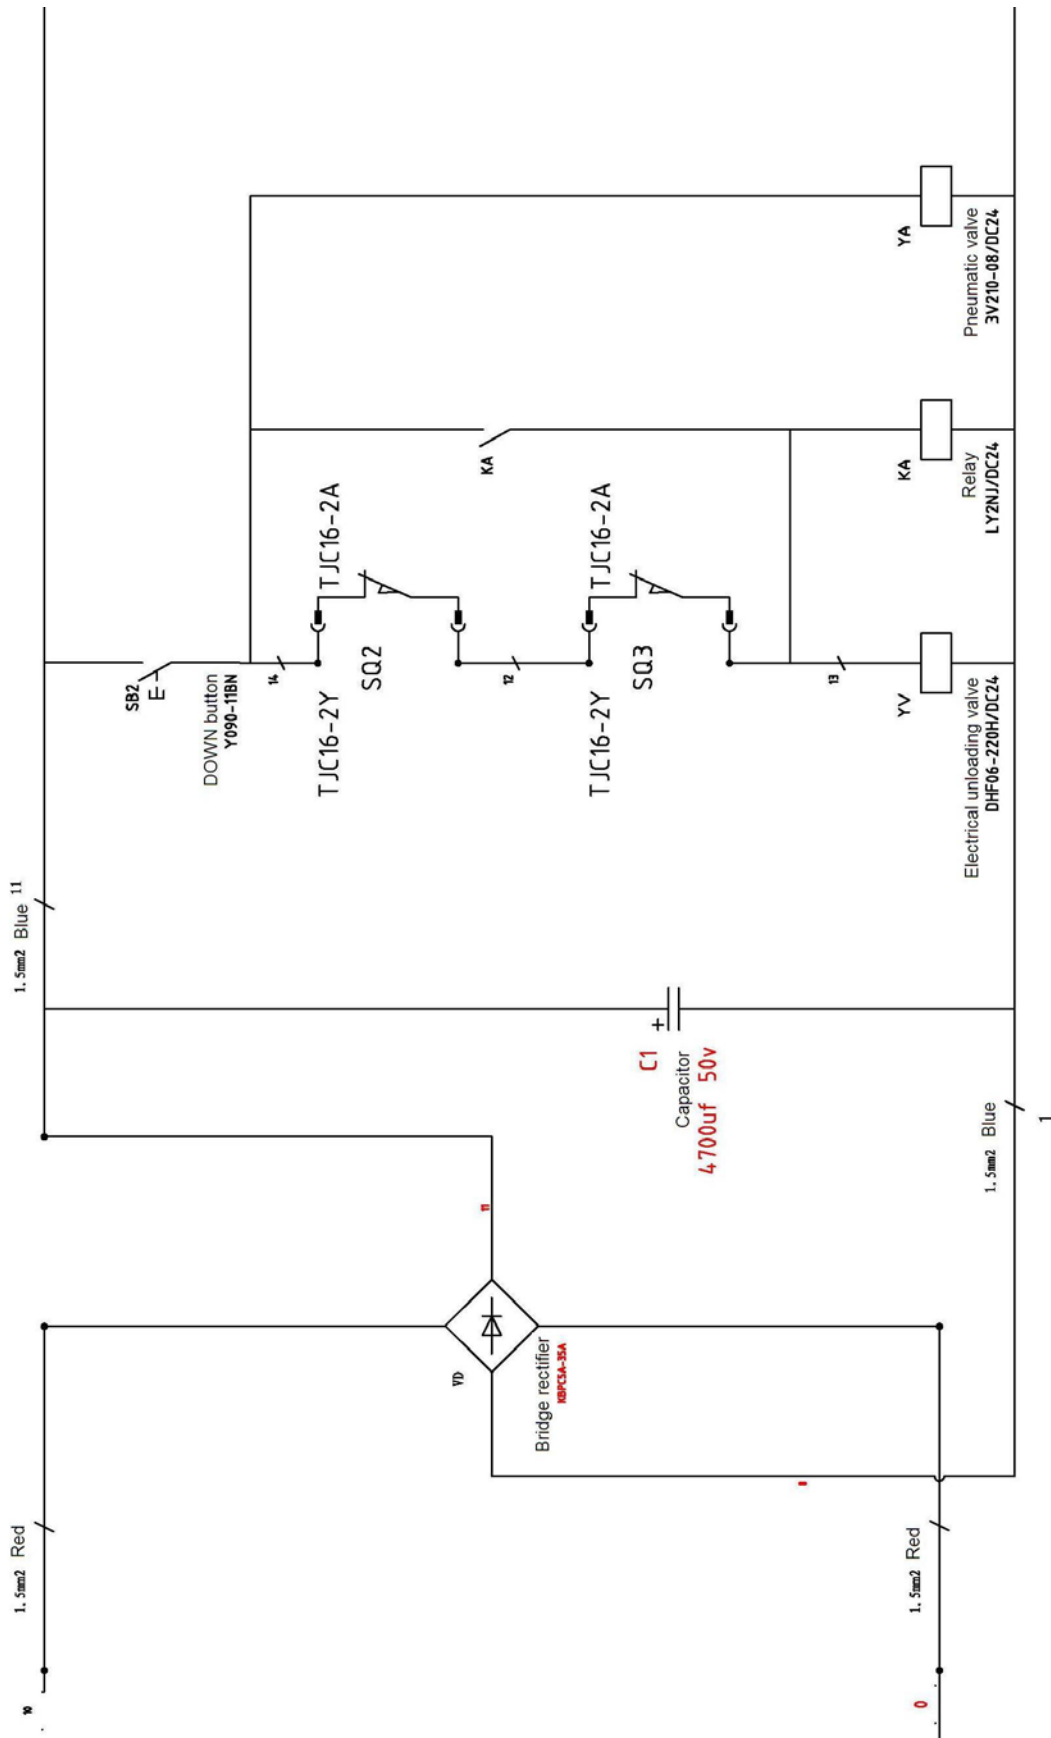 YA
Pneumatic valve
3V210-08/DC24
KA
KA
Relay
LY2NJ/DC24
TJC16-2A
TJC16-2A
SB2
E
DOWN button
Y090-11BN
14
SQ2
TJC16-2Y
12
SQ3
TJC16-2Y
13
YV
Electrical unloading valve
DHF06-220H/DC24
1.5mm2 Blue 11
+
C1
Capacitor
4700uf 50v
1.5mm2 Blue
1
11
VD
Bridge rectifier
KBPC5A-35A
1.5mm2 Red
1.5mm2 Red
10
0